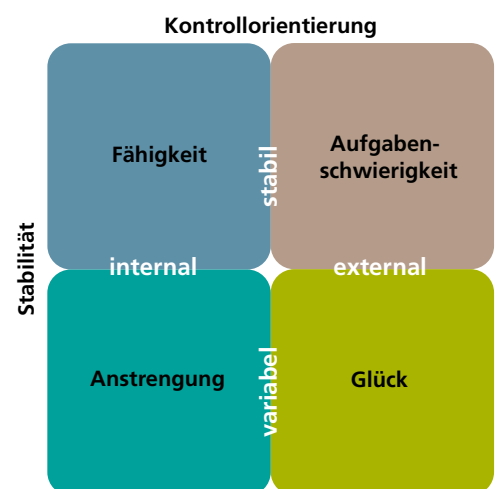 Kontrollorientierung
Fähigkeit
stabil
Aufgaben-
schwierigkeit
Stabilität
internal
external
Anstrengung
variabel
Glück